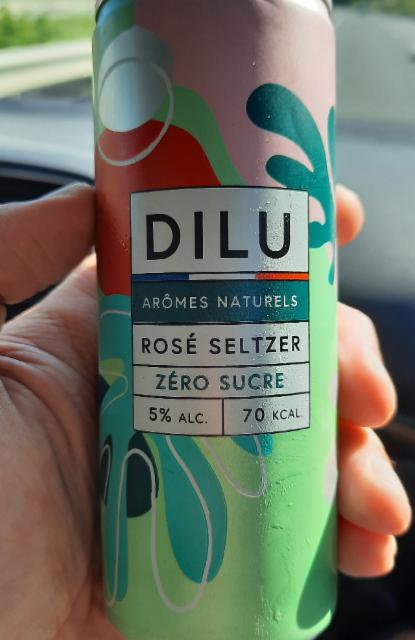 DILU
ARÔMES NATURELS
ROSÉ SELTZER
ZÉRO SUCRE
5% ALC. 70 KCAL.